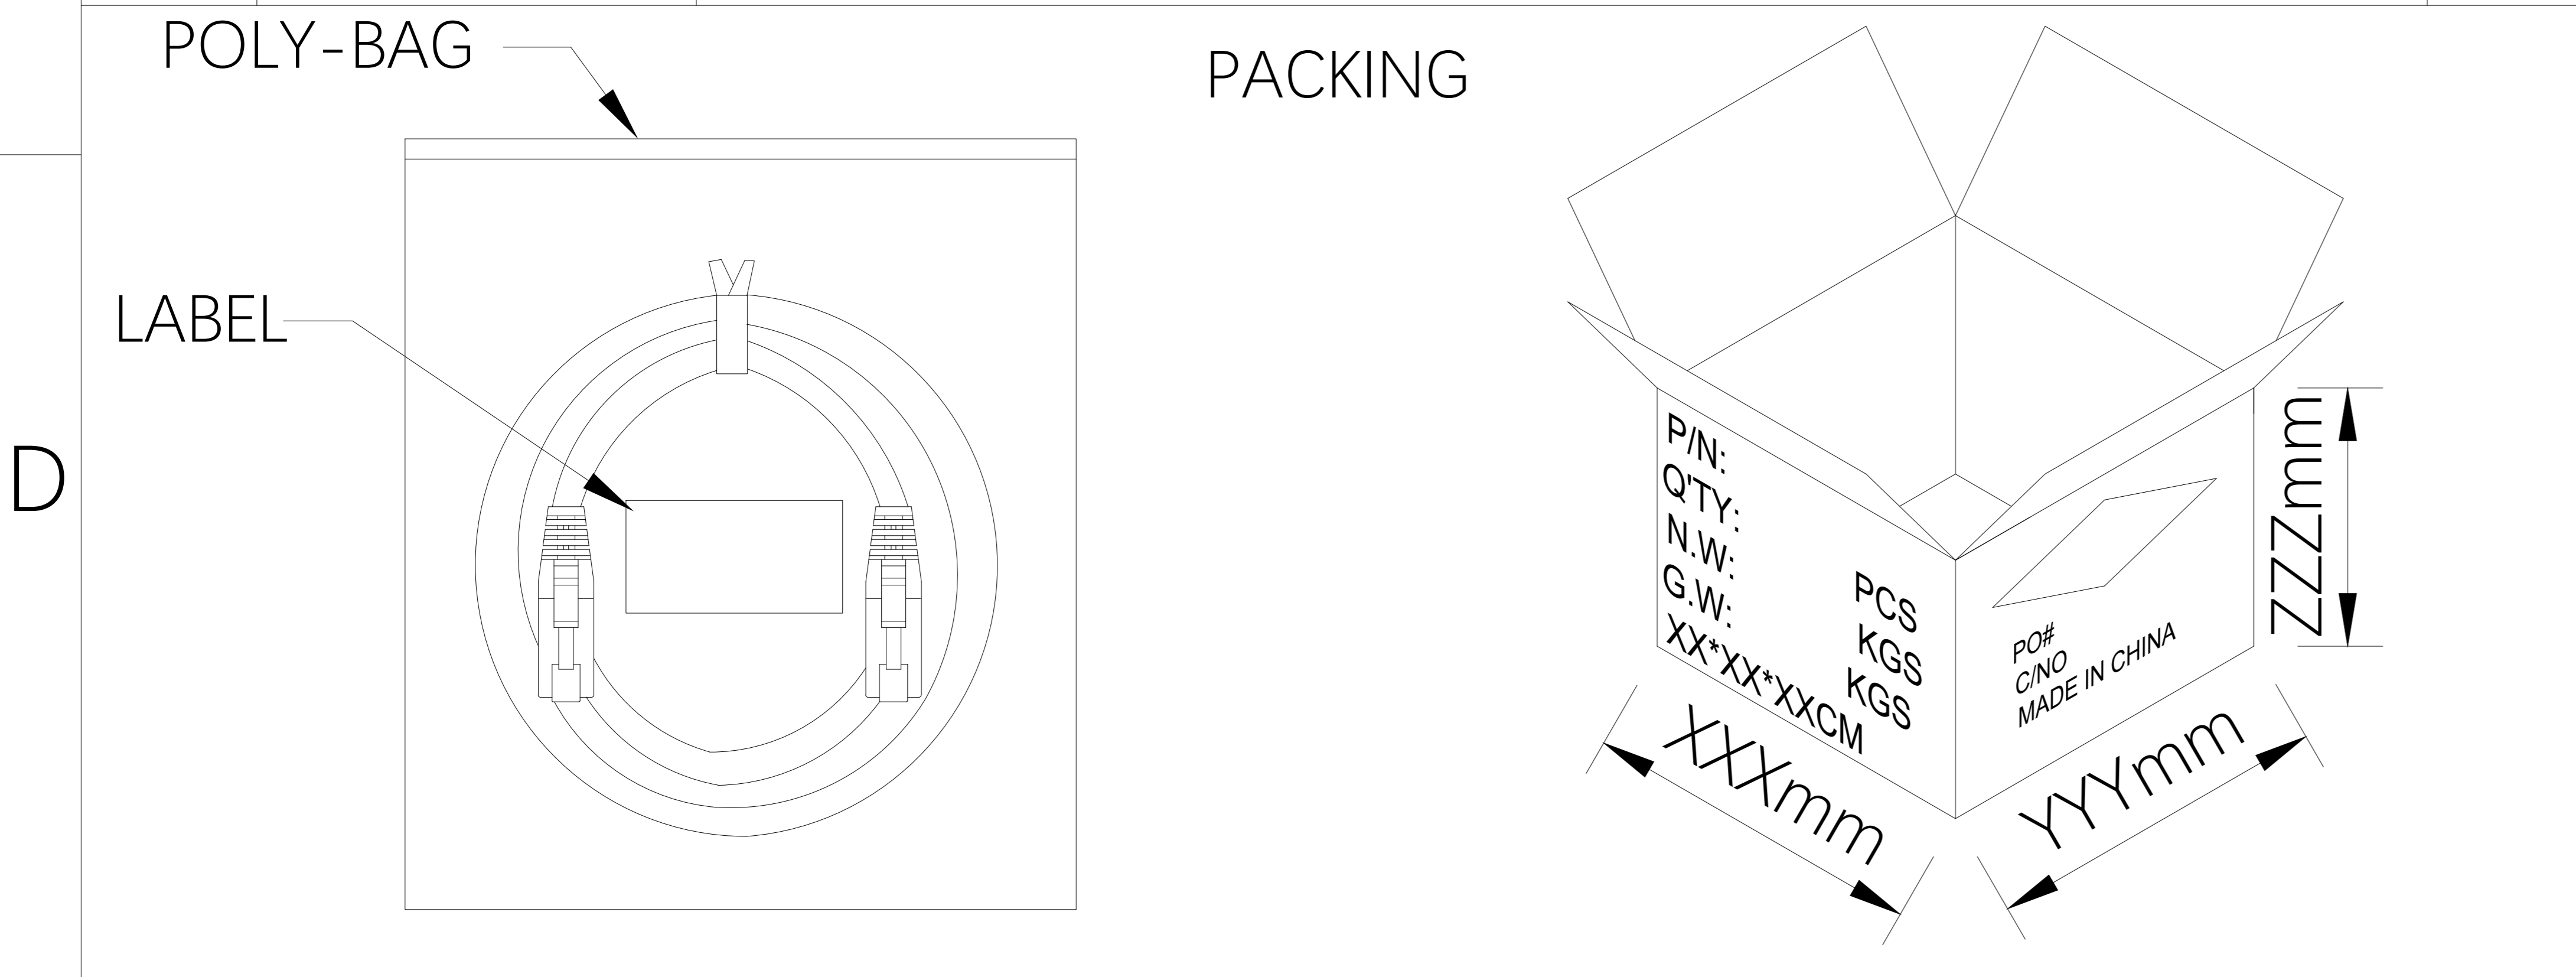 POLY-BAG
PACKING
LABEL
D
P/N:
Q'TY: PCS
N.W: KGS
G.W: KGS
XX*XX*XXCM
PO#
C/NO
MADE IN CHINA
XXXmm
YYYmm
ZZZmm